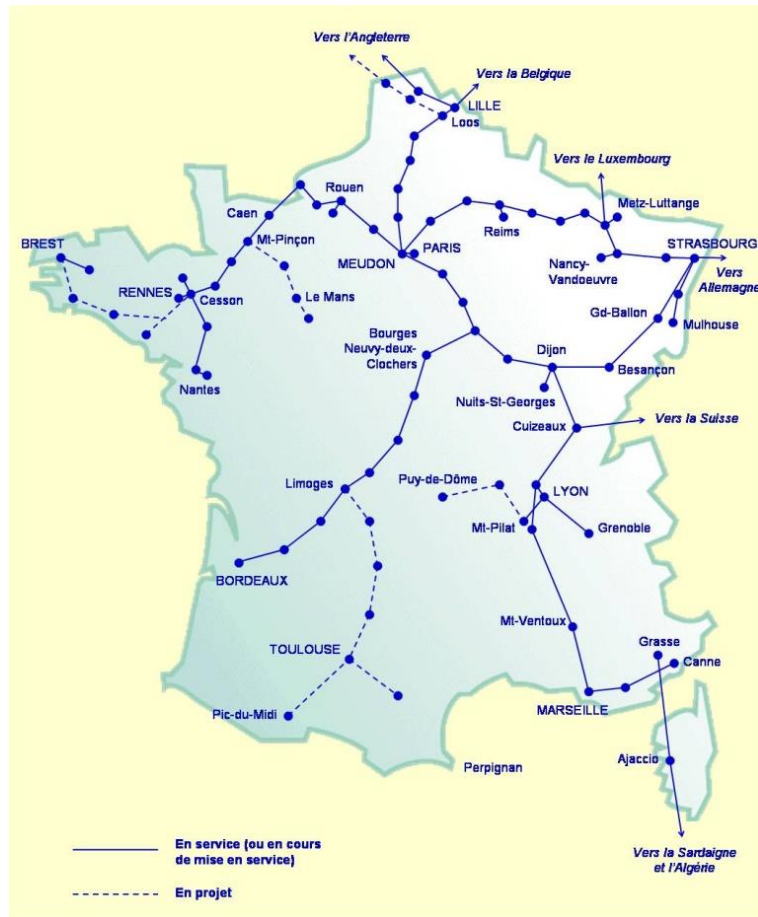 Vers l'Angleterre
Vers la Belgique
LILLE
Loos
Vers le Luxembourg
Rouen
Metz-Luttange
Caen
Reims
BREST
Mt-Pinçon
PARIS
STRASBOURG
MEUDON
Nancy-
Vandoeuvre
Vers
Allemagne
RENNES
Cesson
Le Mans
Gd-Ballon
Mulhouse
Bourges
Neuvy-deux-
Clochers
Dijon
Besançon
Nantes
Nuits-St-Georges
Cuizeaux
Vers la Suisse
Limoges
Puy-de-Dôme
LYON
Mt-Pilat
Grenoble
BORDEAUX
Mt-Ventoux
TOULOUSE
Grasse
Canne
Pic-du-Midi
MARSEILLE
Ajaccio
Perpignan
En service (ou en cours
de mise en service)
Vers la Sardaigne
et l'Algérie
En projet